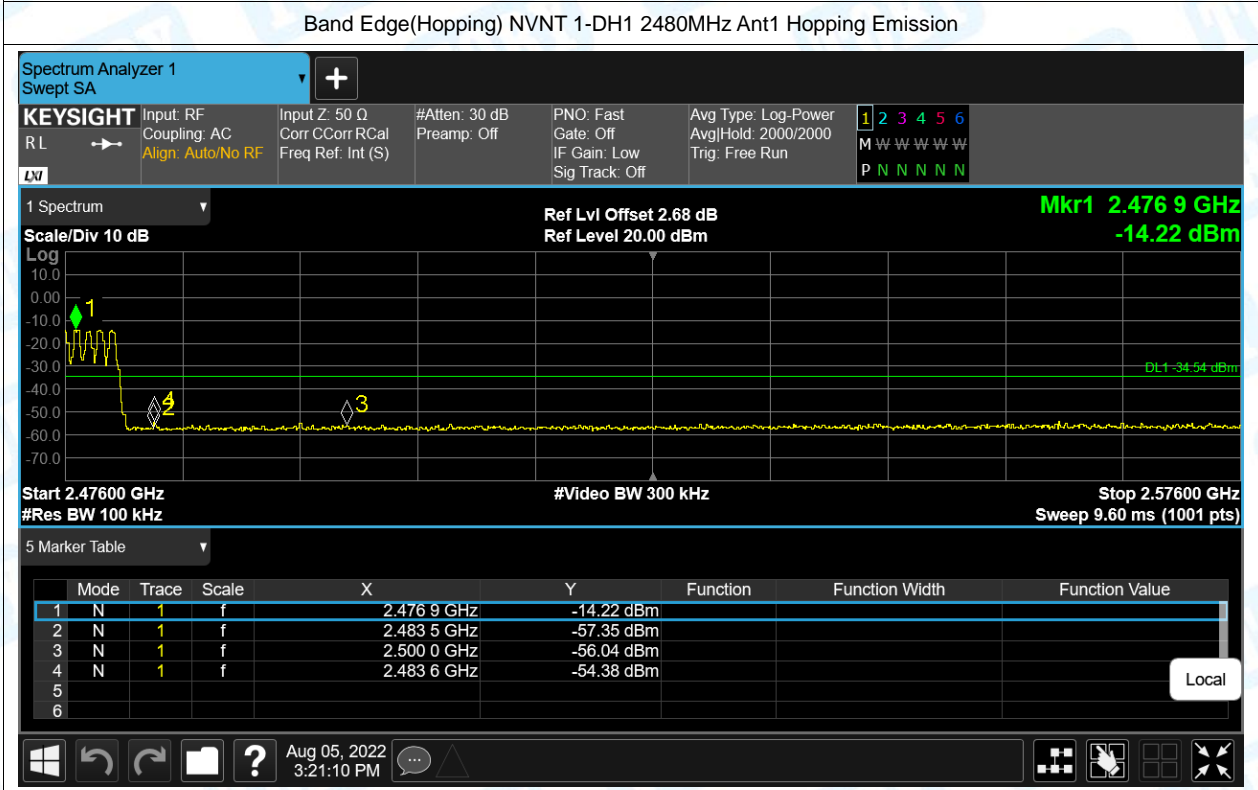 Band Edge(Hopping) NVNT 1-DH1 2480MHz Ant1 Hopping Emission
Spectrum Analyzer 1
Swept SA
KEYSIGHT
R L
LXI
Input: RF
Coupling: AC
Align: Auto/No RF
Input Z: 50 Ω
Corr CCorr RCal
Freq Ref: Int (S)
#Atten: 30 dB
Preamp: Off
PNO: Fast
Gate: Off
IF Gain: Low
Sig Track: Off
Avg Type: Log-Power
Avg|Hold: 2000/2000
Trig: Free Run
1 2 3 4 5 6
M W W W W W
P N N N N N
1 Spectrum
Scale/Div 10 dB
Ref Lvl Offset 2.68 dB
Ref Level 20.00 dBm
Mkr1 2.476 9 GHz
-14.22 dBm
Log
10.0
0.00
-10.0
-20.0
-30.0
-40.0
-50.0
-60.0
-70.0
1
4
2
3
DL1 -34.54 dBm
Start 2.47600 GHz
#Res BW 100 kHz
#Video BW 300 kHz
Stop 2.57600 GHz
Sweep 9.60 ms (1001 pts)
5 Marker Table
Mode Trace Scale X Y Function Function Width Function Value
1 N 1 f 2.476 9 GHz -14.22 dBm
2 N 1 f 2.483 5 GHz -57.35 dBm
3 N 1 f 2.500 0 GHz -56.04 dBm
4 N 1 f 2.483 6 GHz -54.38 dBm
5
6
Local
Aug 05, 2022
3:21:10 PM